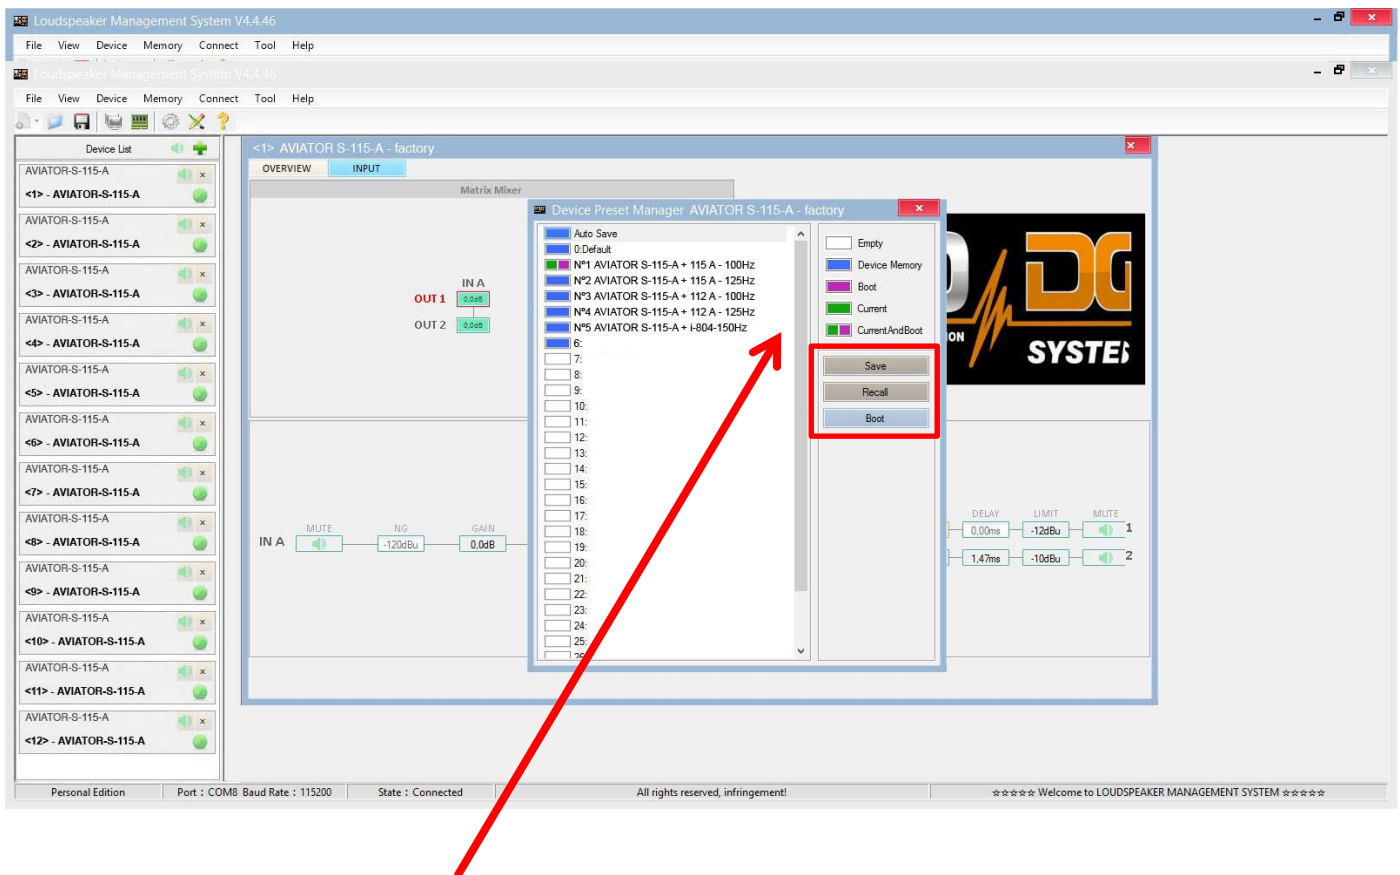 Loudspeaker Management System V4.4.46
File View Device Memory Connect Tool Help
Loudspeaker Management System V4.4.46
File View Device Memory Connect Tool Help
Device List
AVIATOR-S-115-A
<1> - AVIATOR-S-115-A
AVIATOR-S-115-A
<2> - AVIATOR-S-115-A
AVIATOR-S-115-A
<3> - AVIATOR-S-115-A
AVIATOR-S-115-A
<4> - AVIATOR-S-115-A
AVIATOR-S-115-A
<5> - AVIATOR-S-115-A
AVIATOR-S-115-A
<6> - AVIATOR-S-115-A
AVIATOR-S-115-A
<7> - AVIATOR-S-115-A
AVIATOR-S-115-A
<8> - AVIATOR-S-115-A
AVIATOR-S-115-A
<9> - AVIATOR-S-115-A
AVIATOR-S-115-A
<10> - AVIATOR-S-115-A
AVIATOR-S-115-A
<11> - AVIATOR-S-115-A
AVIATOR-S-115-A
<12> - AVIATOR-S-115-A
<1> AVIATOR S-115-A - factory
OVERVIEW INPUT
Matrix Mixer
IN A
OUT 1 0,0dB
OUT 2 0,0dB
MUTE NG GAIN
IN A -120dBu 0,0dB
Device Preset Manager AVIATOR S-115-A - factory
Auto Save
0:Default
Nº1 AVIATOR S-115-A + 115 A - 100Hz
Nº2 AVIATOR S-115-A + 115 A - 125Hz
Nº3 AVIATOR S-115-A + 112 A - 100Hz
Nº4 AVIATOR S-115-A + 112 A - 125Hz
Nº5 AVIATOR S-115-A + i-804-150Hz
6:
7:
8:
9:
10:
11:
12:
13:
14:
15:
16:
17:
18:
19:
20:
21:
22:
23:
24:
25:
26:
Empty
Device Memory
Boot
Current
CurrentAndBoot
Save
Recall
Boot
DG
ION
SYSTE
DELAY LIMIT MUTE
0,00ms -12dBu 1
1,47ms -10dBu 2
Personal Edition Port : COM8 Baud Rate : 115200 State : Connected All rights reserved, infringement! ☆☆☆☆☆ Welcome to LOUDSPEAKER MANAGEMENT SYSTEM ☆☆☆☆☆